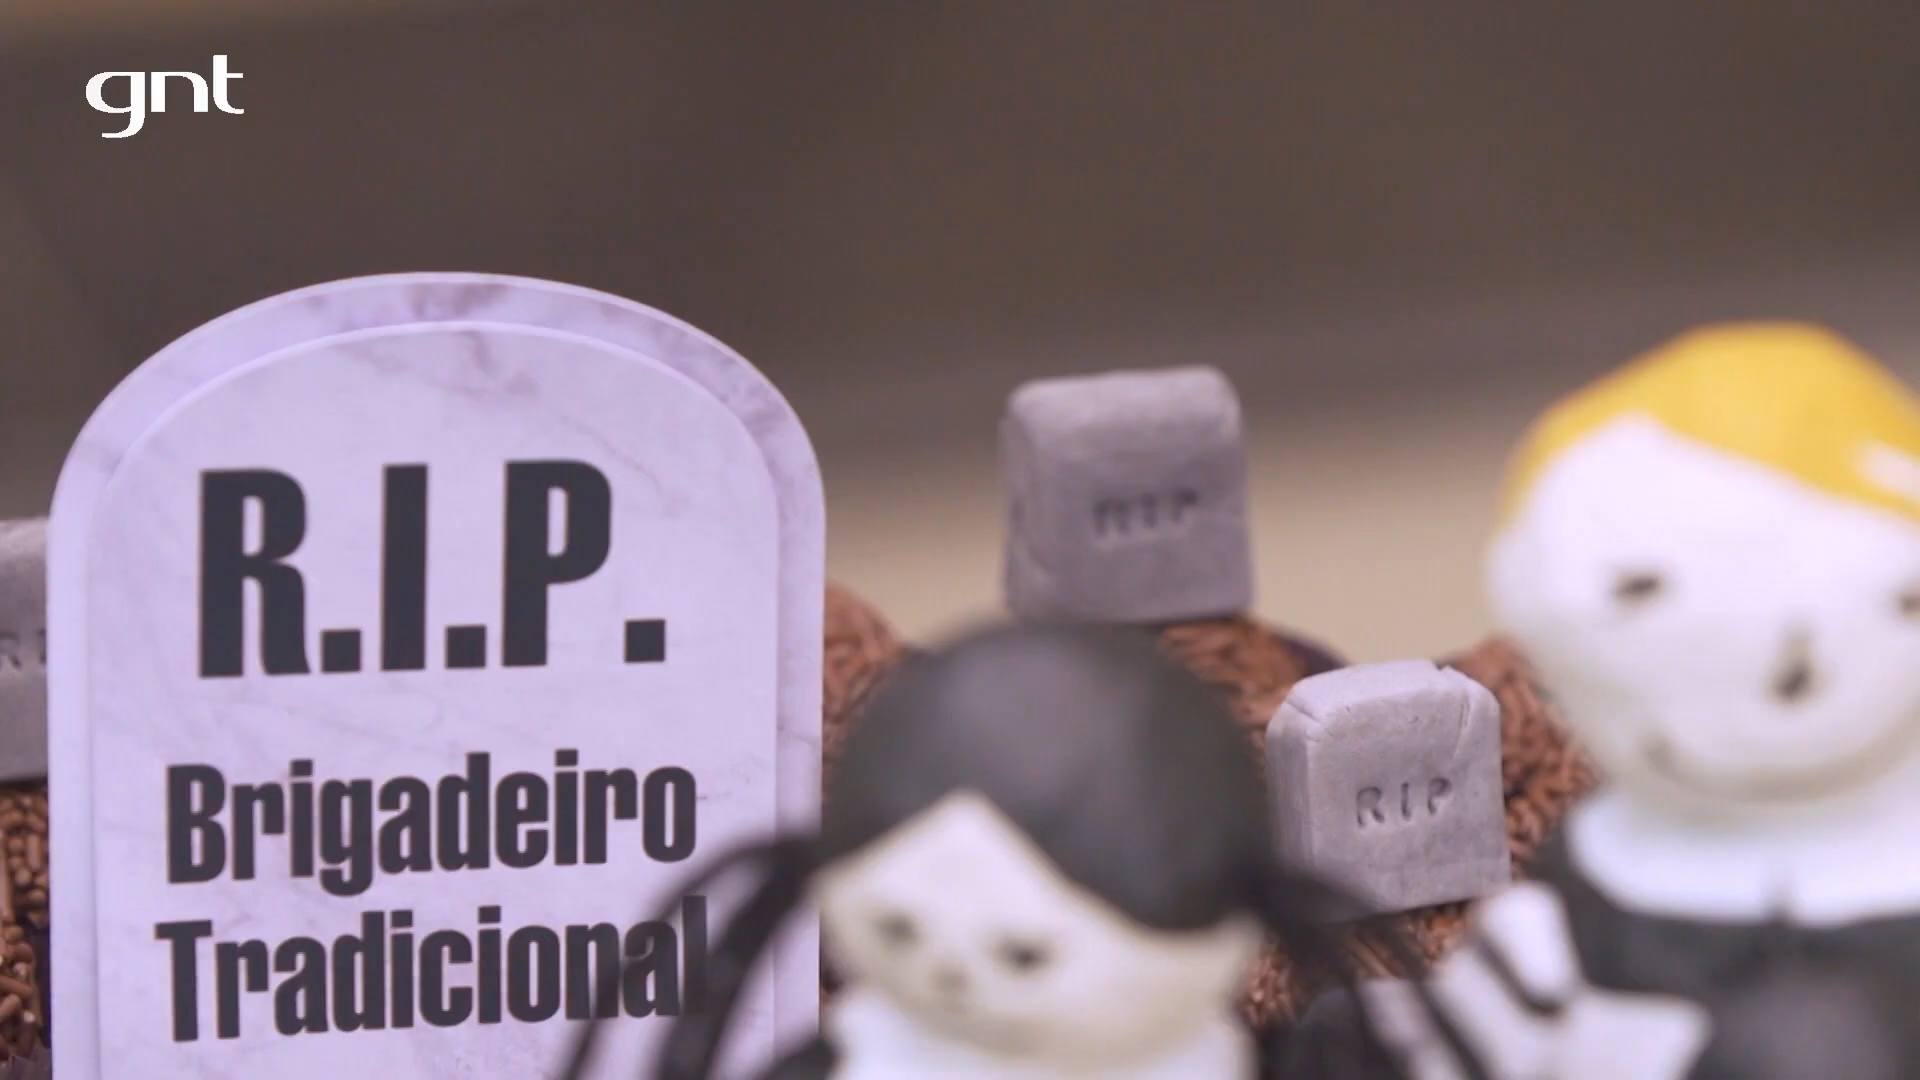 gnt
R.I.P.
Brigadeiro
Tradicional
RIP
RIP